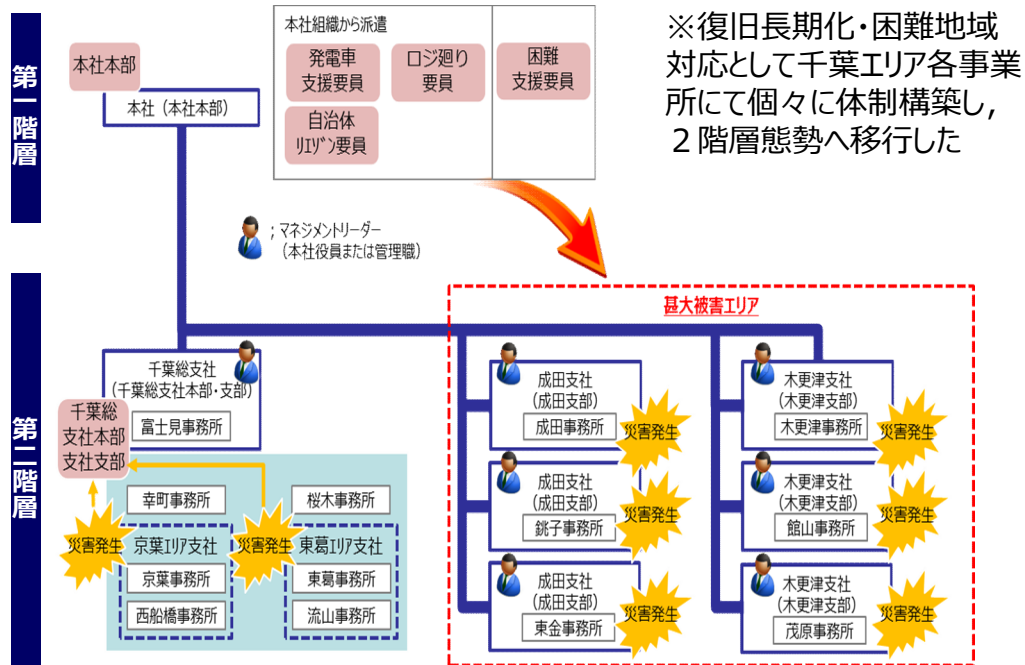 第一階層
本社本部
本社（本社本部）
本社組織から派遣
発電車
支援要員
ロジ廻り
要員
困難
支援要員
自治体
リエゾン要員
※復旧長期化・困難地域
対応として千葉エリア各事業
所にて個々に体制構築し，
２階層態勢へ移行した
；マネジメントリーダー
（本社役員または管理職）
第二階層
甚大被害エリア
千葉総支社
（千葉総支社本部・支部）
富士見事務所
千葉総
支社本部
支社支部
幸町事務所
桜木事務所
災害発生
京葉エリア支社
京葉事務所
西船橋事務所
災害発生
東葛エリア支社
東葛事務所
流山事務所
成田支社
（成田支部）
成田事務所
災害発生
成田支社
（成田支部）
銚子事務所
災害発生
成田支社
（成田支部）
東金事務所
災害発生
木更津支社
（木更津支部）
木更津事務所
災害発生
木更津支社
（木更津支部）
館山事務所
災害発生
木更津支社
（木更津支部）
茂原事務所
災害発生